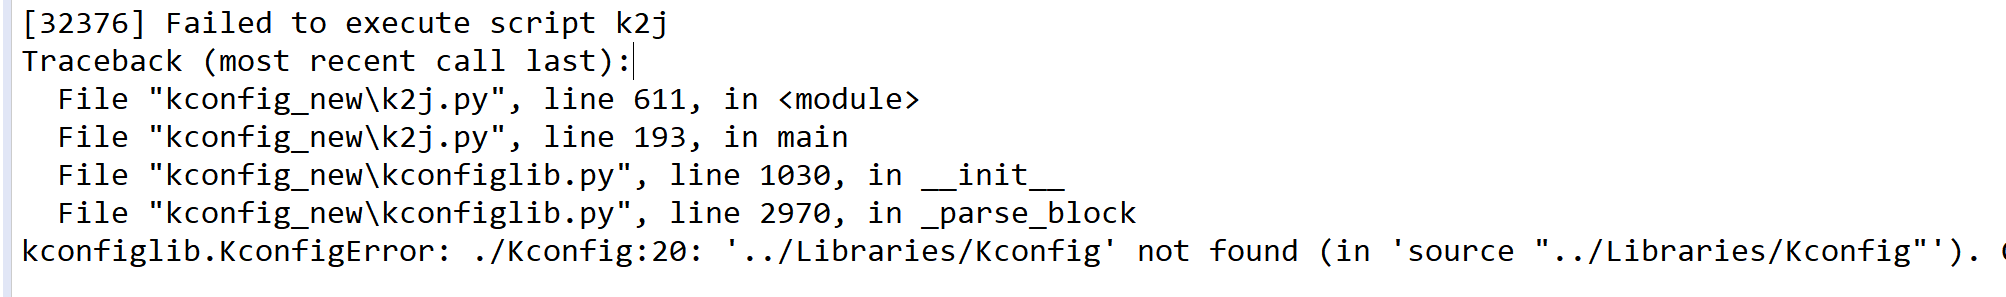 [32376] Failed to execute script k2j
Traceback (most recent call last):
File "kconfig_new\k2j.py", line 611, in <module>
File "kconfig_new\k2j.py", line 193, in main
File "kconfig_new\kconfiglib.py", line 1030, in __init__
File "kconfig_new\kconfiglib.py", line 2970, in _parse_block
kconfiglib.KconfigError: ./Kconfig:20: '../Libraries/Kconfig' not found (in 'source "../Libraries/Kconfig"').